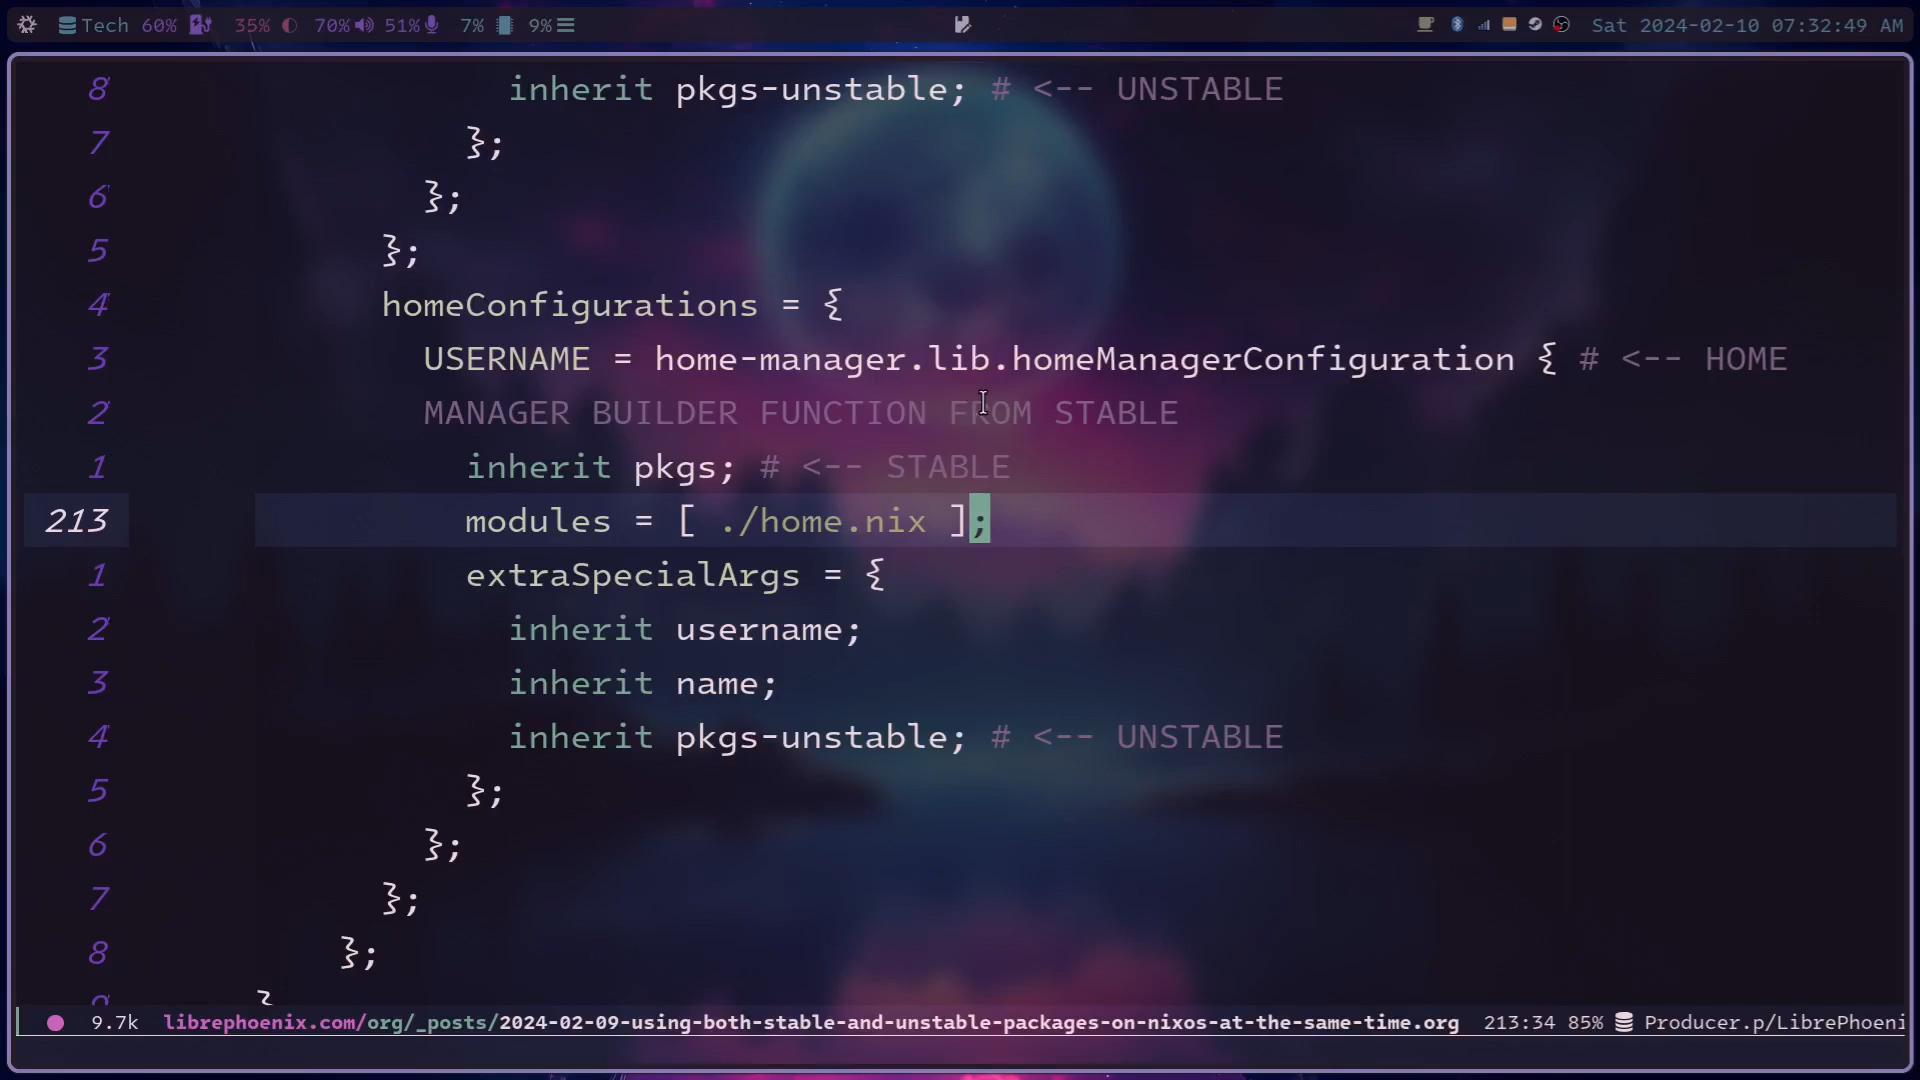 Tech 60% 35% 70% 51% 7% 9% Sat 2024-02-10 07:32:49 AM
8 inherit pkgs-unstable; # <-- UNSTABLE
7 };
6 };
5 };
4 homeConfigurations = {
3 USERNAME = home-manager.lib.homeManagerConfiguration { # <-- HOME
2 MANAGER BUILDER FUNCTION FROM STABLE
1 inherit pkgs; # <-- STABLE
213 modules = [ ./home.nix ];
1 extraSpecialArgs = {
2 inherit username;
3 inherit name;
4 inherit pkgs-unstable; # <-- UNSTABLE
5 };
6 };
7 };
8 };
9.7k librephoenix.com/org/_posts/2024-02-09-using-both-stable-and-unstable-packages-on-nixos-at-the-same-time.org 213:34 85% Producer.p/LibrePhoeni